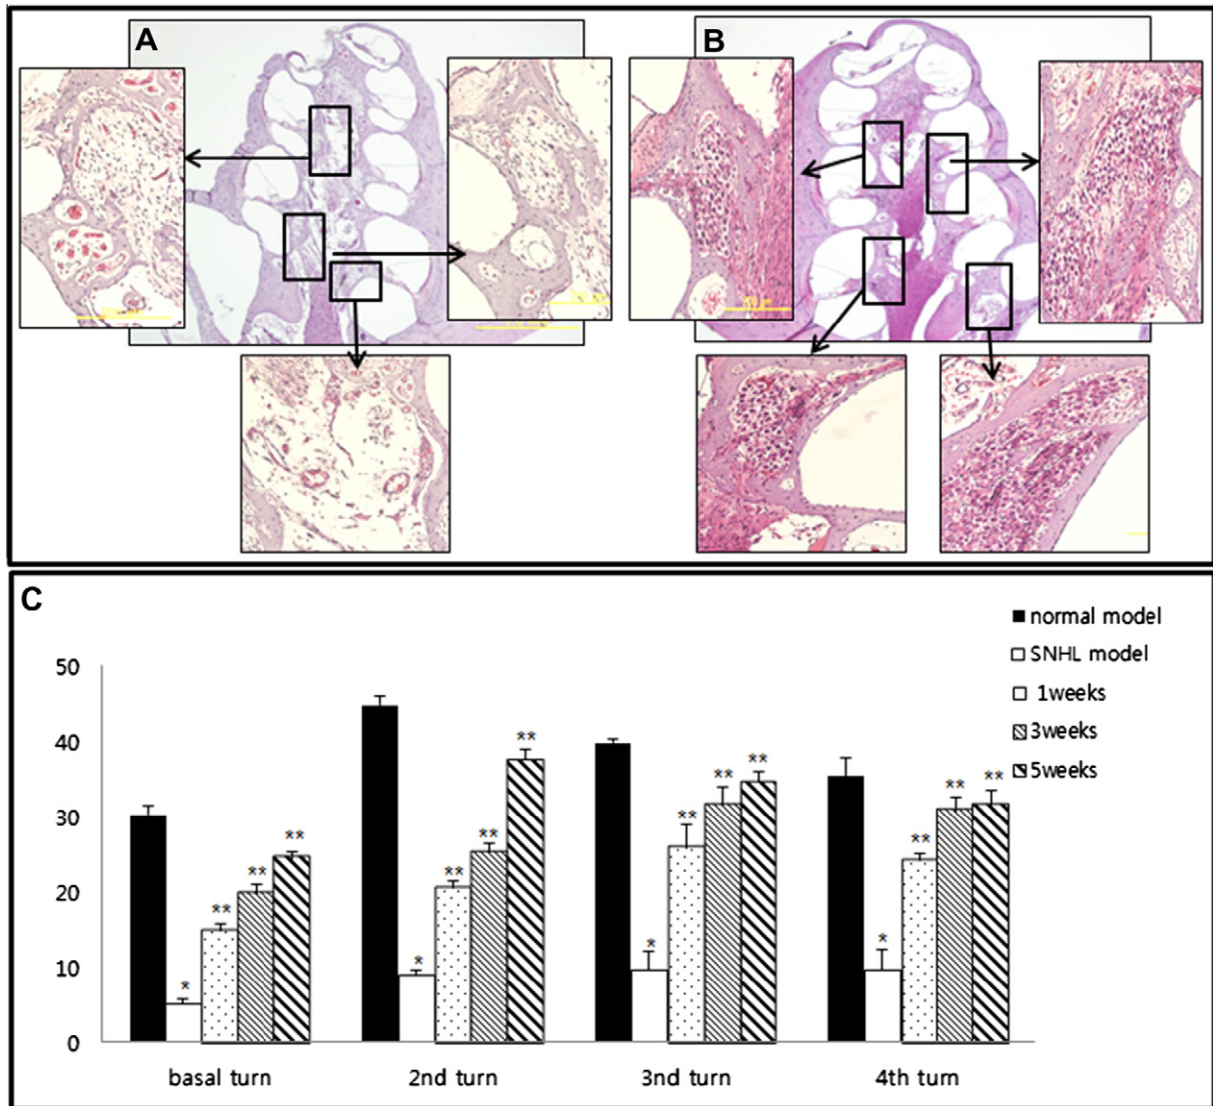 A
B
C
normal model
SNHL model
1weeks
3weeks
5weeks
50
40
30
20
10
0
*
**
**
**
*
**
**
**
*
**
**
**
*
**
**
**
basal turn
2nd turn
3nd turn
4th turn